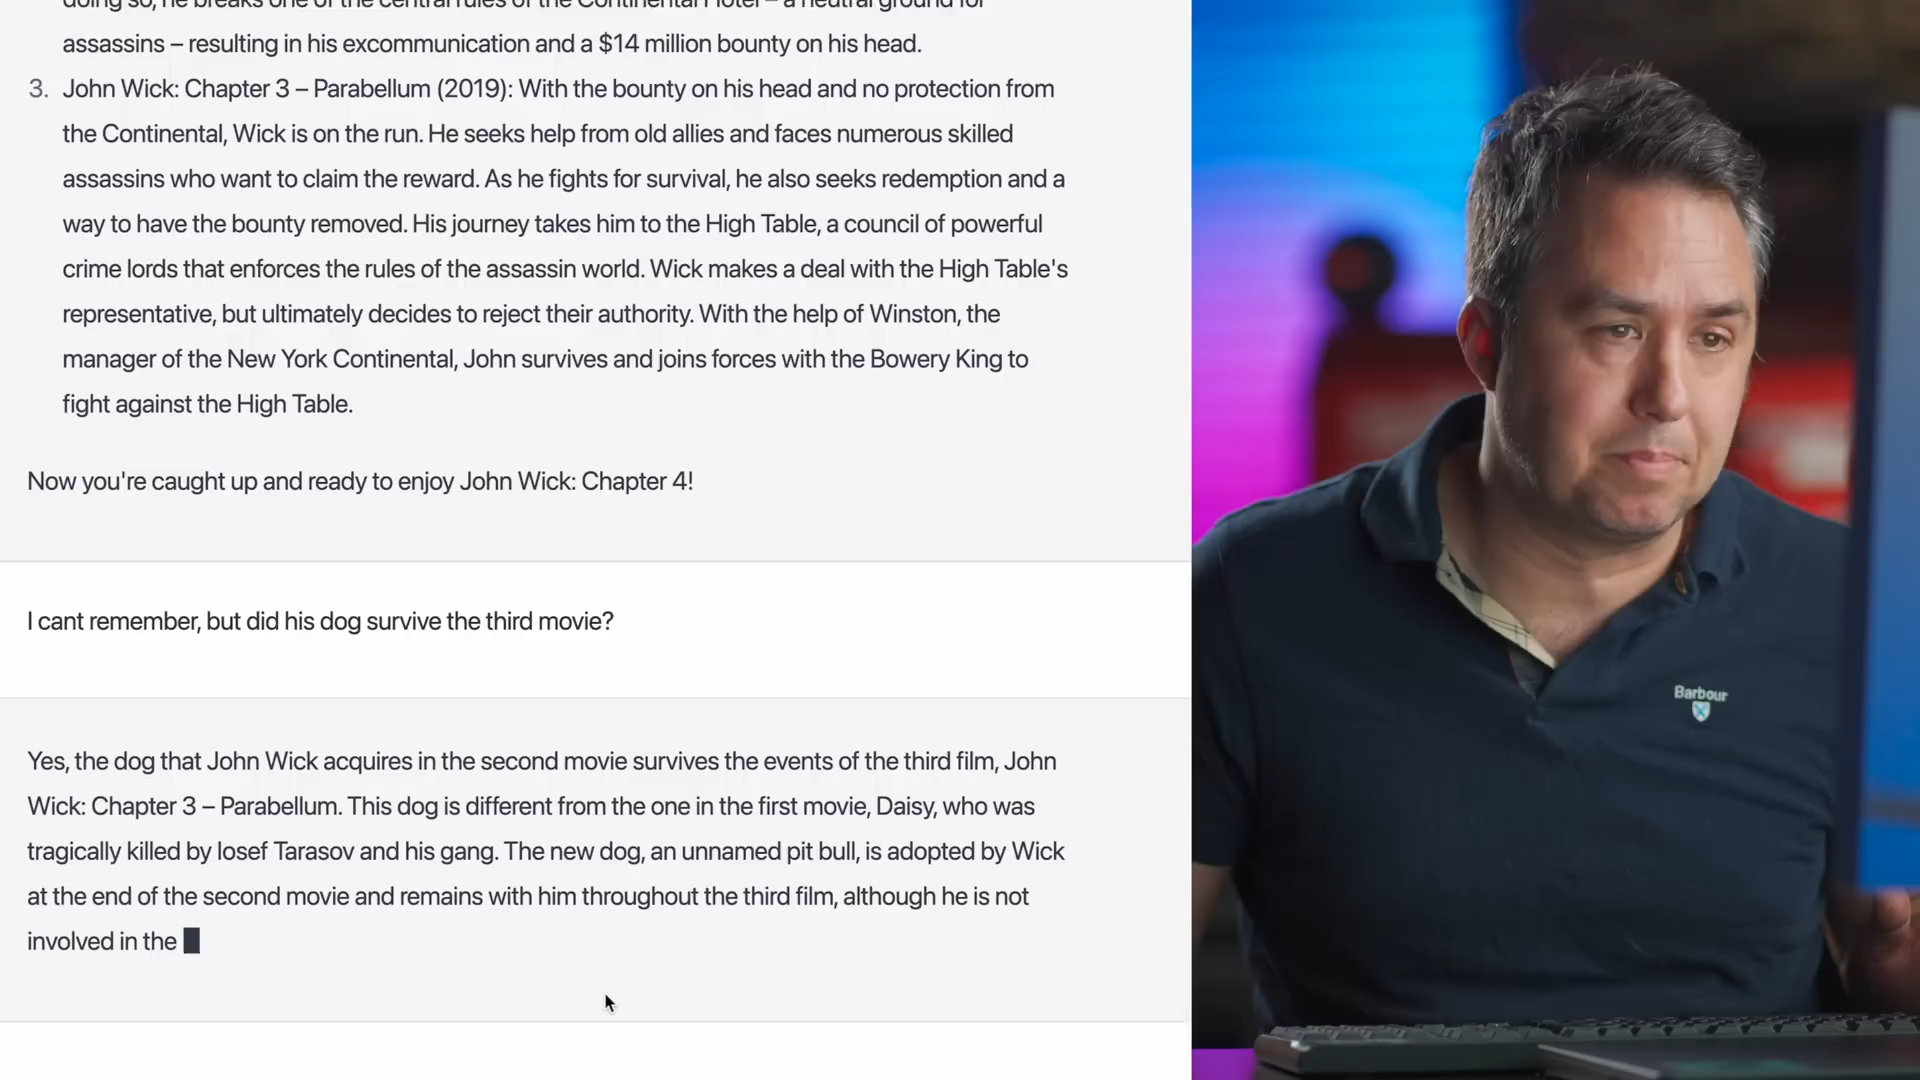 doing so, he breaks one of the central rules of the Continental Hotel – a neutral ground for
assassins – resulting in his excommunication and a $14 million bounty on his head.
3. John Wick: Chapter 3 – Parabellum (2019): With the bounty on his head and no protection from
the Continental, Wick is on the run. He seeks help from old allies and faces numerous skilled
assassins who want to claim the reward. As he fights for survival, he also seeks redemption and a
way to have the bounty removed. His journey takes him to the High Table, a council of powerful
crime lords that enforces the rules of the assassin world. Wick makes a deal with the High Table's
representative, but ultimately decides to reject their authority. With the help of Winston, the
manager of the New York Continental, John survives and joins forces with the Bowery King to
fight against the High Table.
Now you're caught up and ready to enjoy John Wick: Chapter 4!
I cant remember, but did his dog survive the third movie?
Yes, the dog that John Wick acquires in the second movie survives the events of the third film, John
Wick: Chapter 3 – Parabellum. This dog is different from the one in the first movie, Daisy, who was
tragically killed by Iosef Tarasov and his gang. The new dog, an unnamed pit bull, is adopted by Wick
at the end of the second movie and remains with him throughout the third film, although he is not
involved in the
Barbour